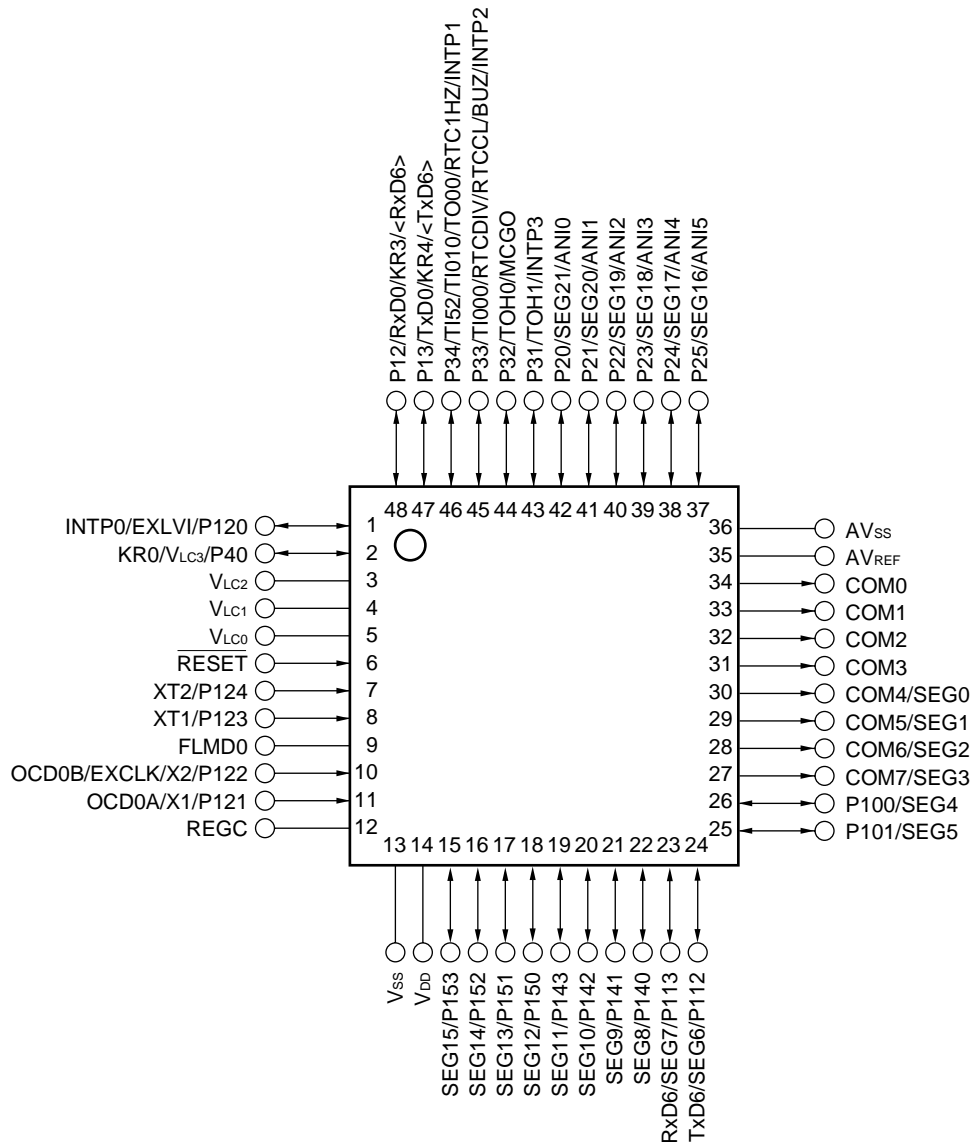 P12/RxD0/KR3/<RxD6>
P13/TxD0/KR4/<TxD6>
P34/TI52/TI010/TO00/RTC1HZ/INTP1
P33/TI000/RTCDIV/RTCCL/BUZ/INTP2
P32/TOH0/MCGO
P31/TOH1/INTP3
P20/SEG21/ANI0
P21/SEG20/ANI1
P22/SEG19/ANI2
P23/SEG18/ANI3
P24/SEG17/ANI4
P25/SEG16/ANI5
48 47 46 45 44 43 42 41 40 39 38 37
INTP0/EXLVI/P120 1
KR0/VLC3/P40 2
VLC2 3
VLC1 4
VLC0 5
RESET 6
XT2/P124 7
XT1/P123 8
FLMD0 9
OCD0B/EXCLK/X2/P122 10
OCD0A/X1/P121 11
REGC 12
36 AVSS
35 AVREF
34 COM0
33 COM1
32 COM2
31 COM3
30 COM4/SEG0
29 COM5/SEG1
28 COM6/SEG2
27 COM7/SEG3
26 P100/SEG4
25 P101/SEG5
13 14 15 16 17 18 19 20 21 22 23 24
VSS
VDD
SEG15/P153
SEG14/P152
SEG13/P151
SEG12/P150
SEG11/P143
SEG10/P142
SEG9/P141
SEG8/P140
RxD6/SEG7/P113
TxD6/SEG6/P112